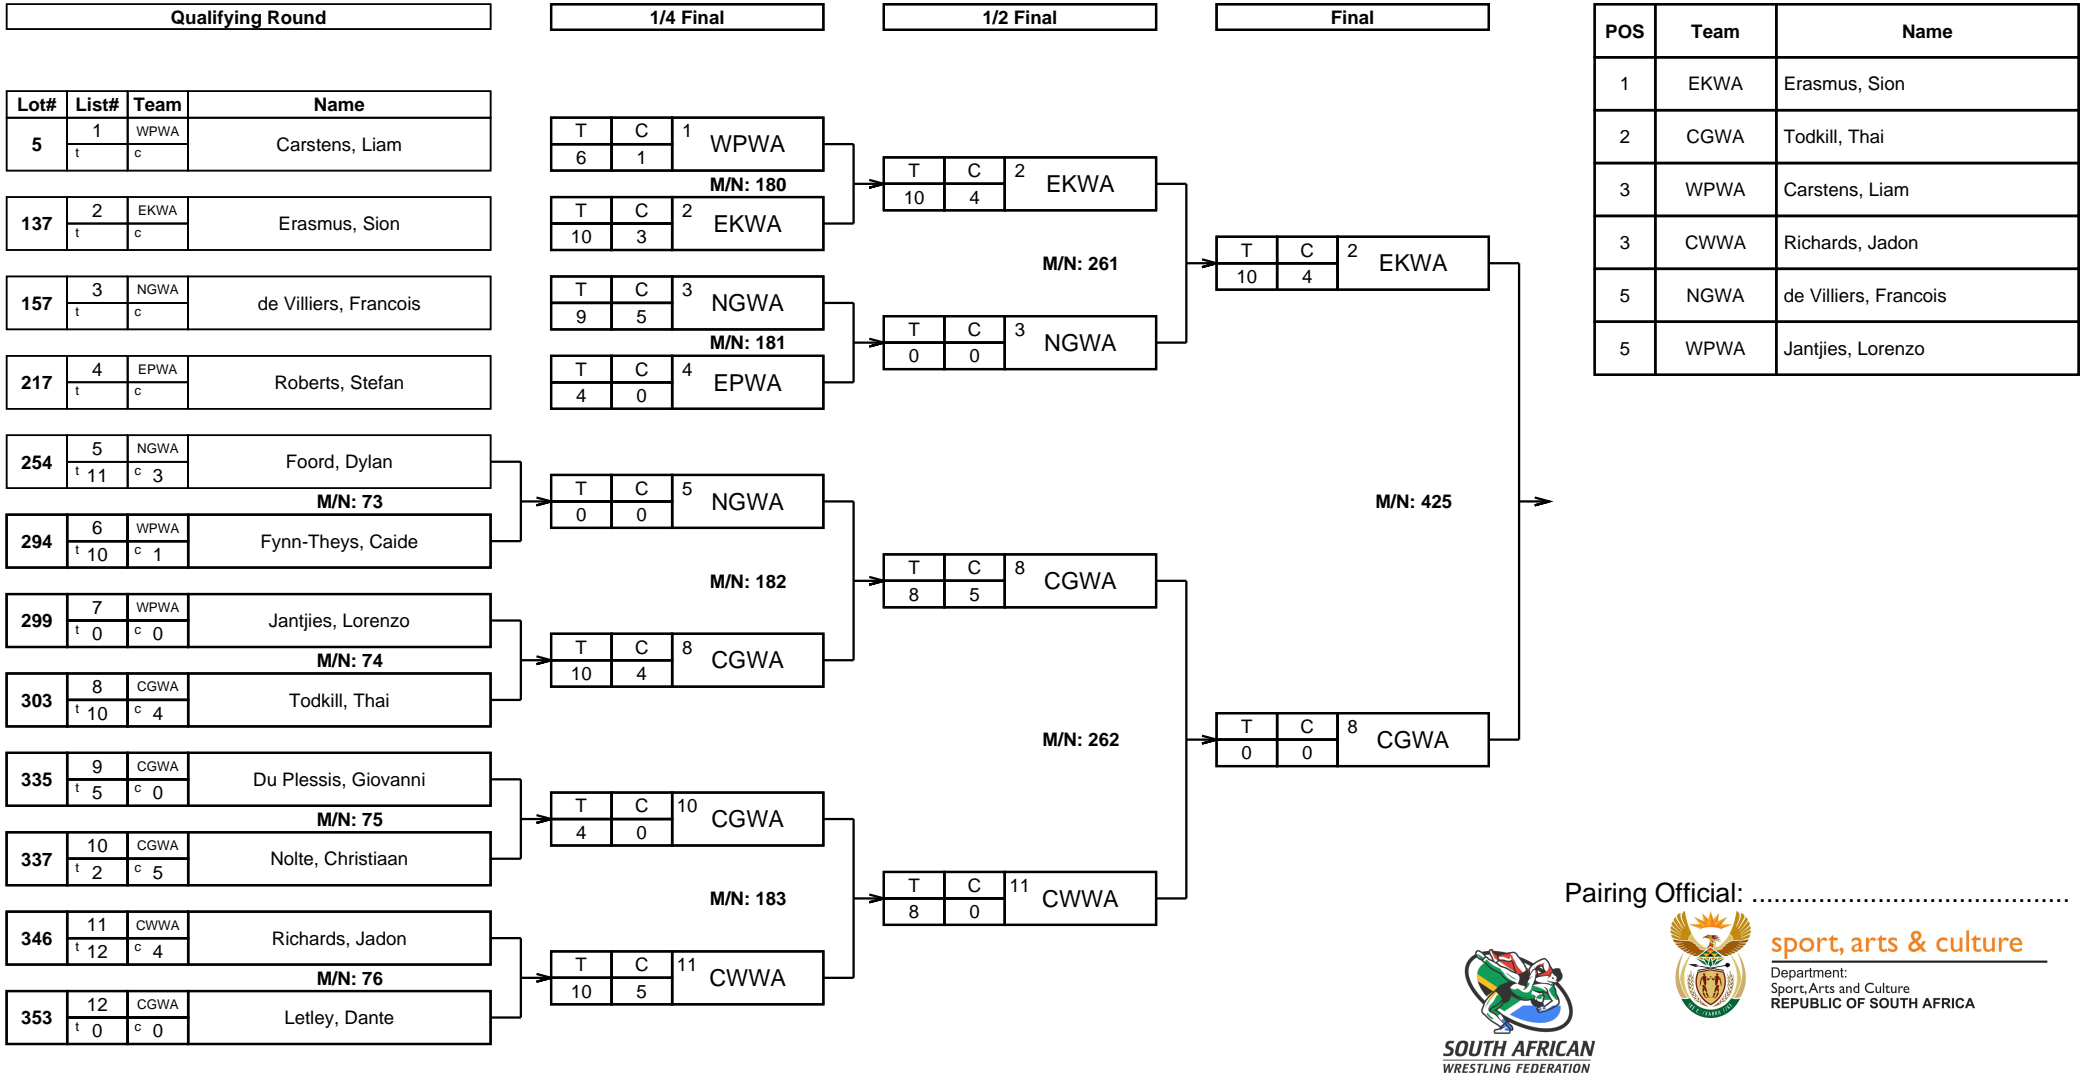 Qualifying Round
1/4 Final
1/2 Final
Final
Lot# List# Team Name
5 1 WPWA Carstens, Liam
t c
137 2 EKWA Erasmus, Sion
t c
157 3 NGWA de Villiers, Francois
t c
217 4 EPWA Roberts, Stefan
t c
254 5 NGWA Foord, Dylan
t 11 c 3
M/N: 73
294 6 WPWA Fynn-Theys, Caide
t 10 c 1
299 7 WPWA Jantjies, Lorenzo
t 0 c 0
M/N: 74
303 8 CGWA Todkill, Thai
t 10 c 4
335 9 CGWA Du Plessis, Giovanni
t 5 c 0
M/N: 75
337 10 CGWA Nolte, Christiaan
t 2 c 5
346 11 CWWA Richards, Jadon
t 12 c 4
M/N: 76
353 12 CGWA Letley, Dante
t 0 c 0
T C 1 WPWA
6 1
M/N: 180
T C 2 EKWA
10 3
T C 3 NGWA
9 5
M/N: 181
T C 4 EPWA
4 0
T C 5 NGWA
0 0
M/N: 182
T C 8 CGWA
10 4
T C 10 CGWA
4 0
M/N: 183
T C 11 CWWA
10 5
T C 2 EKWA
10 4
M/N: 261
T C 3 NGWA
0 0
T C 8 CGWA
8 5
M/N: 262
T C 11 CWWA
8 0
T C 2 EKWA
10 4
M/N: 425
T C 8 CGWA
0 0
POS Team Name
1 EKWA Erasmus, Sion
2 CGWA Todkill, Thai
3 WPWA Carstens, Liam
3 CWWA Richards, Jadon
5 NGWA de Villiers, Francois
5 WPWA Jantjies, Lorenzo
Pairing Official: ..........................................
SOUTH AFRICAN
WRESTLING FEDERATION
sport, arts & culture
Department:
Sport, Arts and Culture
REPUBLIC OF SOUTH AFRICA